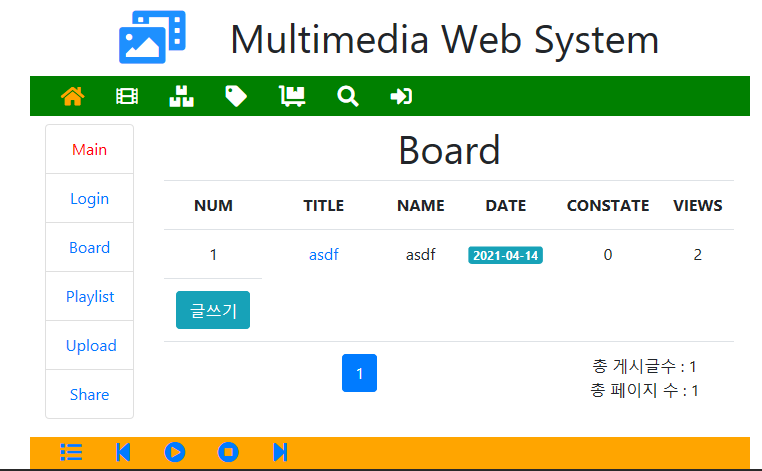 Multimedia Web System
Main
Login
Board
Playlist
Upload
Share
Board
NUM TITLE NAME DATE CONSTATE VIEWS
1 asdf asdf 2021-04-14 0 2
글쓰기
1
총 게시글수 : 1
총 페이지 수 : 1